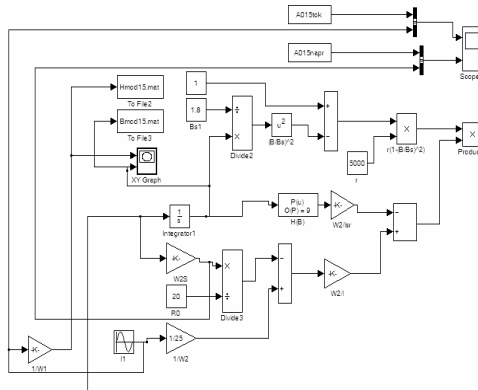 A015tok
A015napr
Scope
Hmod15.mat
To File2
Bmod15.mat
To File3
XY Graph
1
1.8
Bs1
÷
×
Divide2
u²
(B/Bs)^2
+
−
×
r(1-B/Bs)^2)
5000
r
×
Produc
1
s
Integrator1
P(u)
O(P) = 9
H(B)
-K-
W2/lsr
−
+
-K-
W2S
20
R0
×
÷
Divide3
−
+
-K-
W2/l
-K-
1/W1
I1
1/25
1/W2